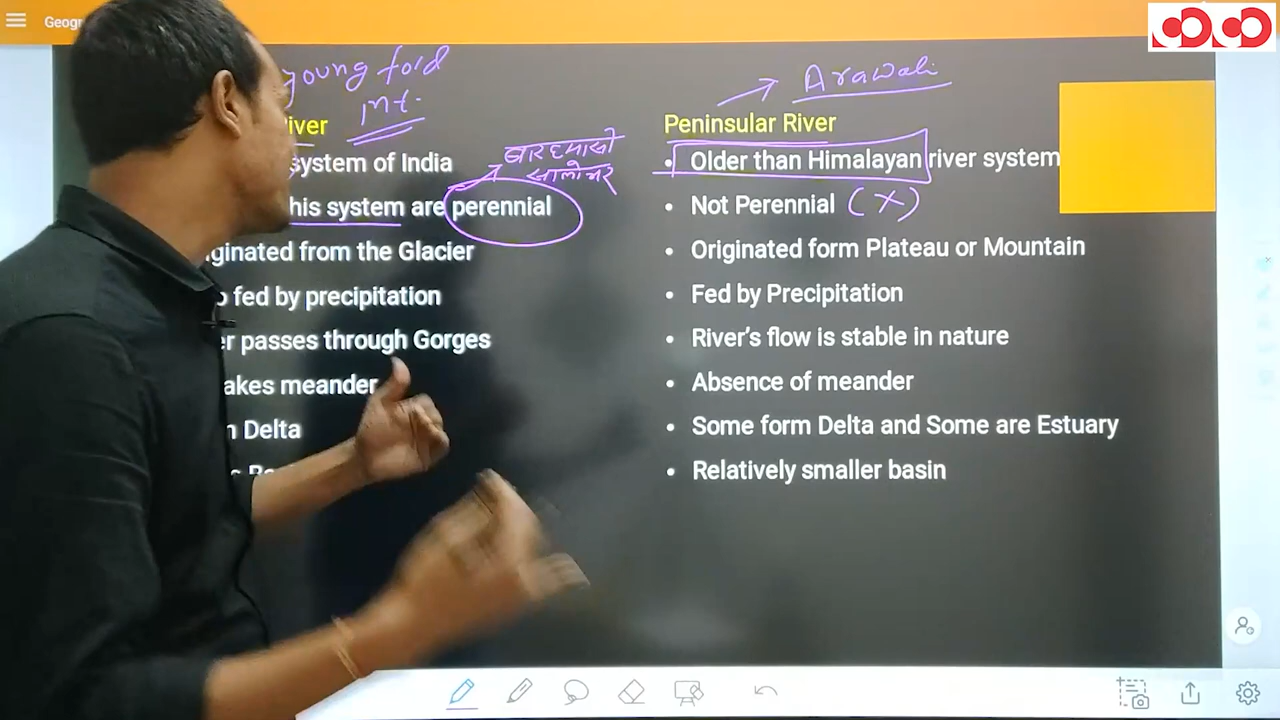 Geogr
young fold
mt.
iver
system of India
his system are perennial
बारहमासी
सालोभर
ginated from the Glacier
o fed by precipitation
er passes through Gorges
akes meander
n Delta
Arawali
Peninsular River
• Older than Himalayan river system
• Not Perennial (×)
• Originated form Plateau or Mountain
• Fed by Precipitation
• River's flow is stable in nature
• Absence of meander
• Some form Delta and Some are Estuary
• Relatively smaller basin